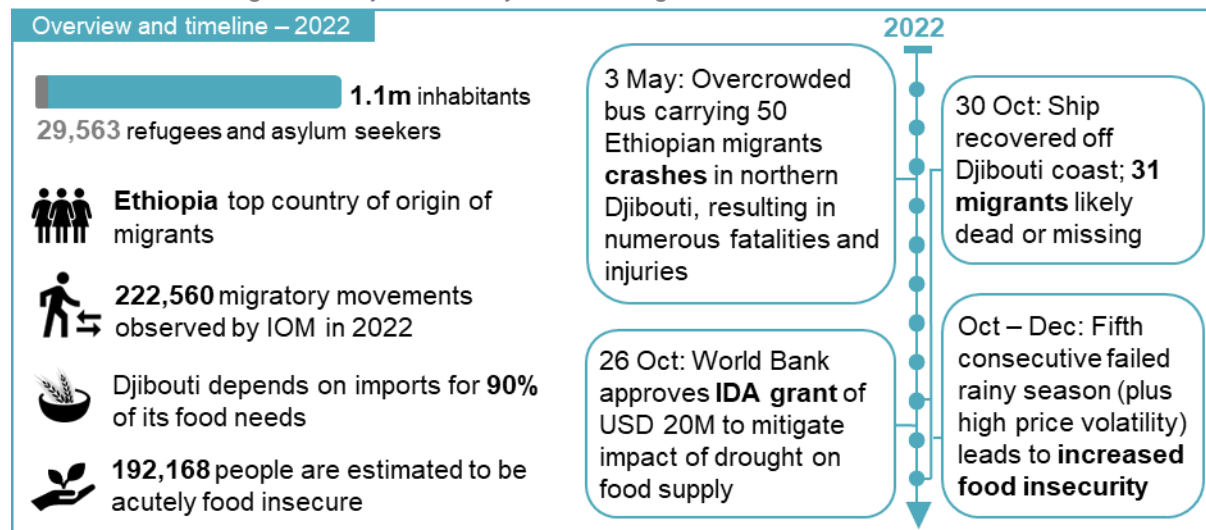 Overview and timeline – 2022
1.1m inhabitants
29,563 refugees and asylum seekers
Ethiopia top country of origin of
migrants
222,560 migratory movements
observed by IOM in 2022
Djibouti depends on imports for 90%
of its food needs
192,168 people are estimated to be
acutely food insecure
2022
3 May: Overcrowded
bus carrying 50
Ethiopian migrants
crashes in northern
Djibouti, resulting in
numerous fatalities and
injuries
30 Oct: Ship
recovered off
Djibouti coast; 31
migrants likely
dead or missing
26 Oct: World Bank
approves IDA grant of
USD 20M to mitigate
impact of drought on
food supply
Oct – Dec: Fifth
consecutive failed
rainy season (plus
high price volatility)
leads to increased
food insecurity